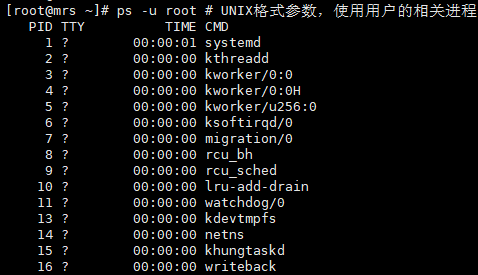 [root@mrs ~]# ps -u root # UNIX格式参数，使用用户的相关进程
PID TTY TIME CMD
1 ? 00:00:01 systemd
2 ? 00:00:00 kthreadd
3 ? 00:00:00 kworker/0:0
4 ? 00:00:00 kworker/0:0H
5 ? 00:00:00 kworker/u256:0
6 ? 00:00:00 ksoftirqd/0
7 ? 00:00:00 migration/0
8 ? 00:00:00 rcu_bh
9 ? 00:00:00 rcu_sched
10 ? 00:00:00 lru-add-drain
11 ? 00:00:00 watchdog/0
13 ? 00:00:00 kdevtmpfs
14 ? 00:00:00 netns
15 ? 00:00:00 khungtaskd
16 ? 00:00:00 writeback